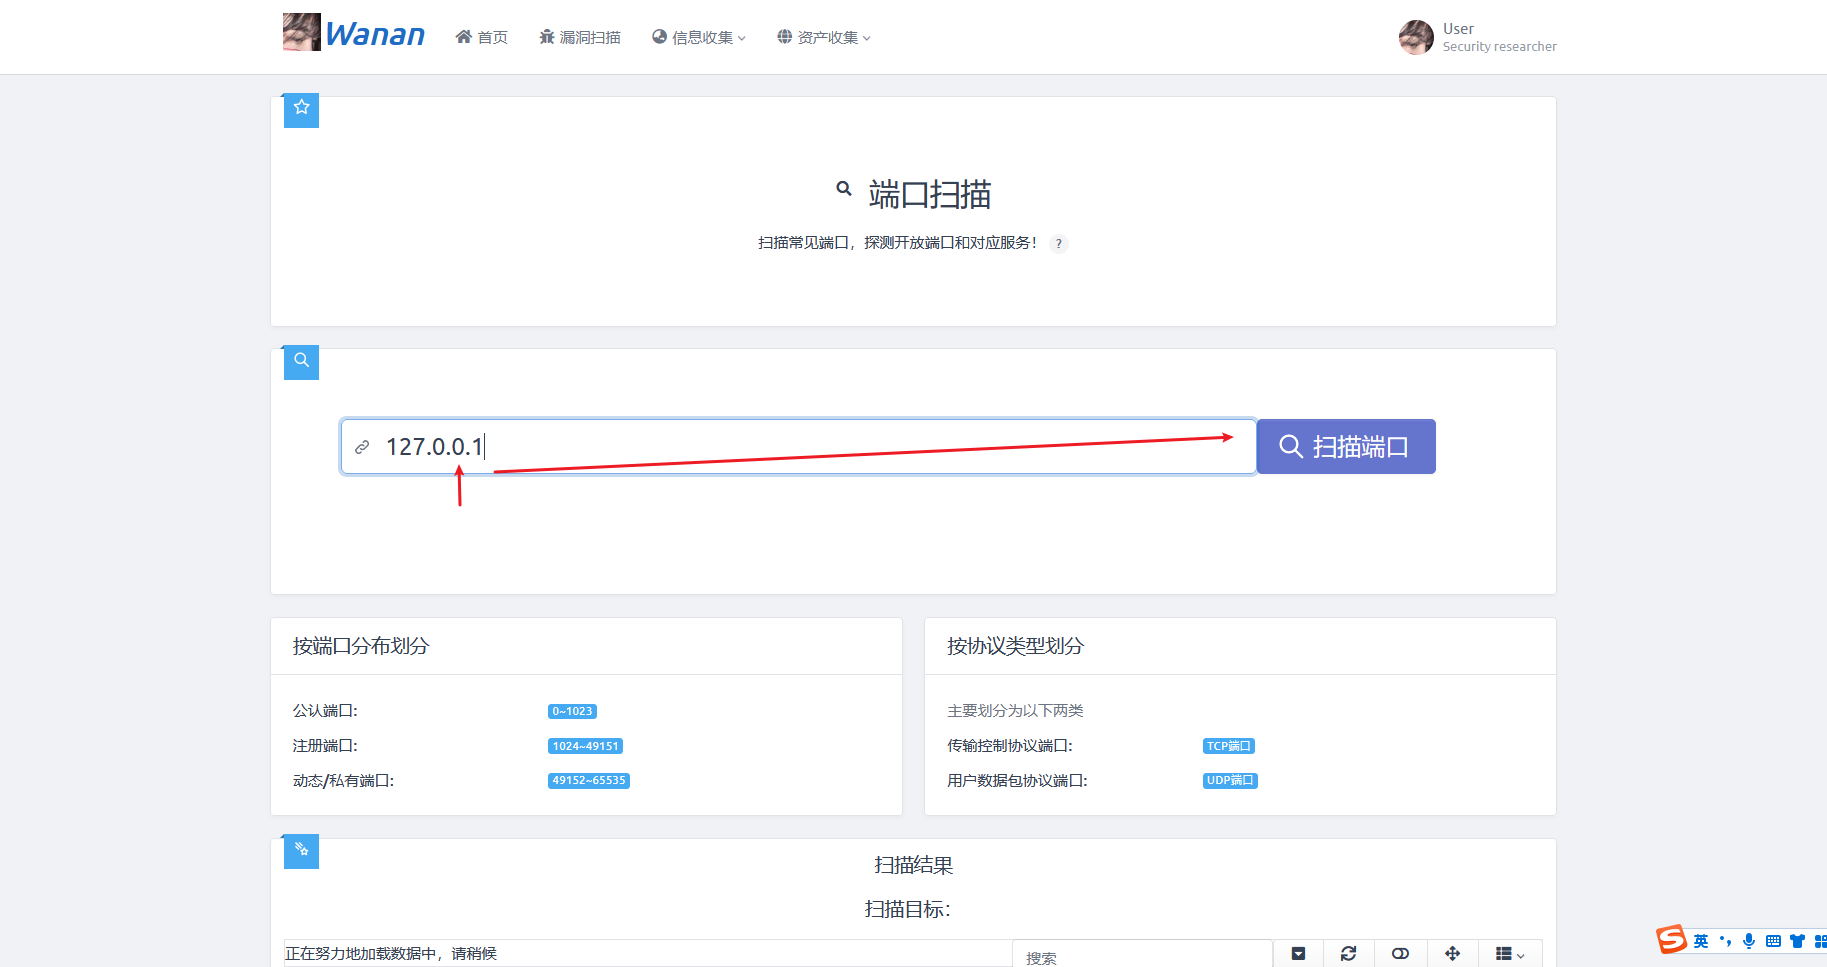 Wanan 首页 漏洞扫描 信息收集 资产收集 User
Security researcher
端口扫描
扫描常见端口，探测开放端口和对应服务！ ?
127.0.0.1 扫描端口
按端口分布划分
公认端口: 0~1023
注册端口: 1024~49151
动态/私有端口: 49152~65535
按协议类型划分
主要划分为以下两类
传输控制协议端口: TCP端口
用户数据包协议端口: UDP端口
扫描结果
扫描目标:
正在努力地加载数据中，请稍候 搜索
S 英